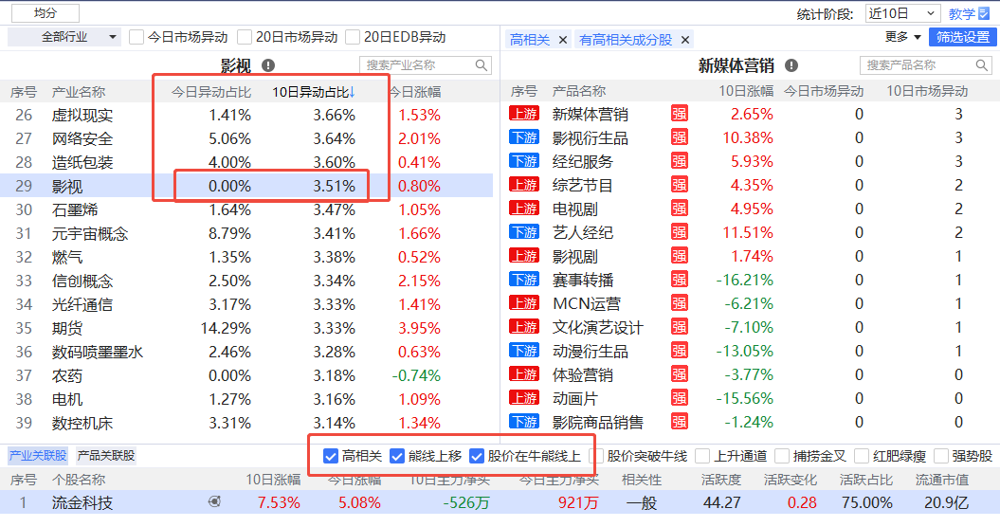 均分 统计阶段: 近10日 教学
全部行业 今日市场异动 20日市场异动 20日EDB异动 高相关 × 有高相关成分股 × 更多 筛选设置
影视 搜索产业名称 新媒体营销 搜索产品名称
序号 产业名称 今日异动占比 10日异动占比↓ 今日涨幅 序号 产品名称 10日涨幅 今日市场异动 10日市场异动
26 虚拟现实 1.41% 3.66% 1.53% 上游 新媒体营销 强 2.65% 0 3
27 网络安全 5.06% 3.64% 2.01% 下游 影视衍生品 强 10.38% 0 3
28 造纸包装 4.00% 3.60% 0.41% 下游 经纪服务 强 5.93% 0 3
29 影视 0.00% 3.51% 0.80% 上游 综艺节目 强 4.35% 0 2
30 石墨烯 1.64% 3.47% 1.05% 上游 电视剧 强 4.95% 0 2
31 元宇宙概念 8.79% 3.41% 1.66% 下游 艺人经纪 强 11.51% 0 2
32 燃气 1.35% 3.38% 0.52% 上游 影视剧 强 1.74% 0 1
33 信创概念 2.50% 3.34% 2.15% 下游 赛事转播 强 -16.21% 0 1
34 光纤通信 3.17% 3.33% 1.41% 上游 MCN运营 强 -6.21% 0 1
35 期货 14.29% 3.33% 3.95% 上游 文化演艺设计 强 -7.10% 0 1
36 数码喷墨墨水 2.46% 3.28% 0.63% 下游 动漫衍生品 强 -13.05% 0 1
37 农药 0.00% 3.18% -0.74% 上游 体验营销 强 -3.77% 0 0
38 电机 1.27% 3.16% 1.09% 上游 动画片 强 -15.56% 0 0
39 数控机床 3.31% 3.14% 1.34% 下游 影院商品销售 强 -1.24% 0 0
产业关联股 产品关联股 高相关 熊线上移 股价在牛熊线上 股价突破牛线 上升通道 捕捞金叉 红肥绿瘦 强势股
序号 个股名称 10日涨幅 今日涨幅 10日主力净买 今日主力净买 相关性 活跃度 活跃变化 活跃占比 流通市值
1 流金科技 7.53% 5.08% -526万 921万 一般 44.27 0.28 75.00% 20.9亿